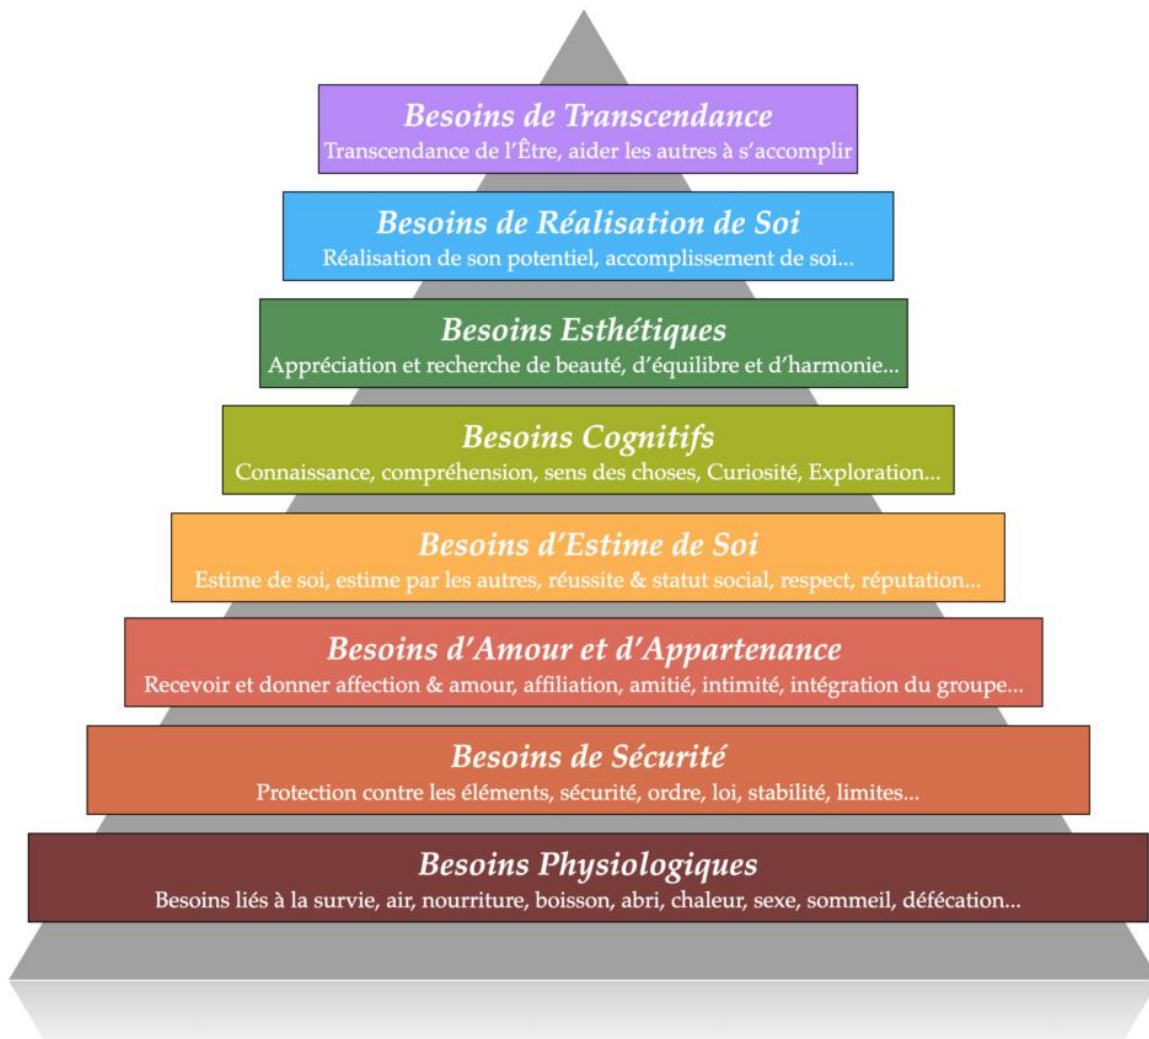 Besoins de Transcendance
Transcendance de l’Être, aider les autres à s’accomplir
Besoins de Réalisation de Soi
Réalisation de son potentiel, accomplissement de soi...
Besoins Esthétiques
Appréciation et recherche de beauté, d’équilibre et d’harmonie...
Besoins Cognitifs
Connaissance, compréhension, sens des choses, Curiosité, Exploration...
Besoins d’Estime de Soi
Estime de soi, estime par les autres, réussite & statut social, respect, réputation...
Besoins d’Amour et d’Appartenance
Recevoir et donner affection & amour, affiliation, amitié, intimité, intégration du groupe...
Besoins de Sécurité
Protection contre les éléments, sécurité, ordre, loi, stabilité, limites...
Besoins Physiologiques
Besoins liés à la survie, air, nourriture, boisson, abri, chaleur, sexe, sommeil, défécation...